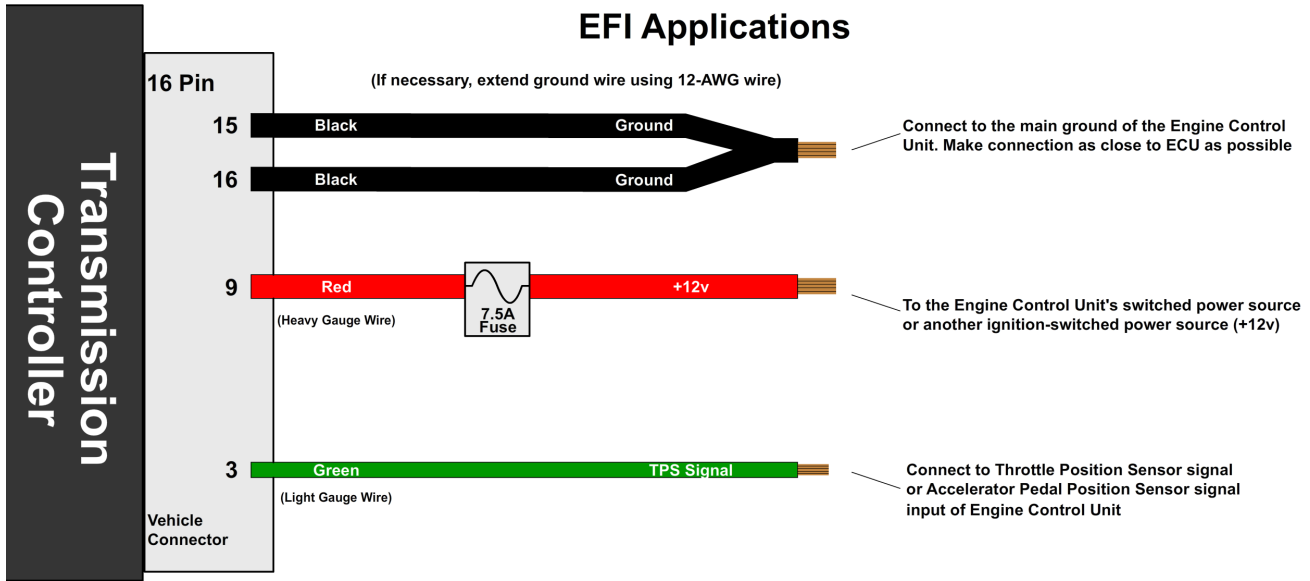 EFI Applications
(If necessary, extend ground wire using 12-AWG wire)
Transmission
Controller
16 Pin
15
Black
Ground
16
Black
Ground
Connect to the main ground of the Engine Control
Unit. Make connection as close to ECU as possible
9
Red
7.5A
Fuse
+12v
(Heavy Gauge Wire)
To the Engine Control Unit's switched power source
or another ignition-switched power source (+12v)
3
Green
TPS Signal
(Light Gauge Wire)
Connect to Throttle Position Sensor signal
or Accelerator Pedal Position Sensor signal
input of Engine Control Unit
Vehicle
Connector